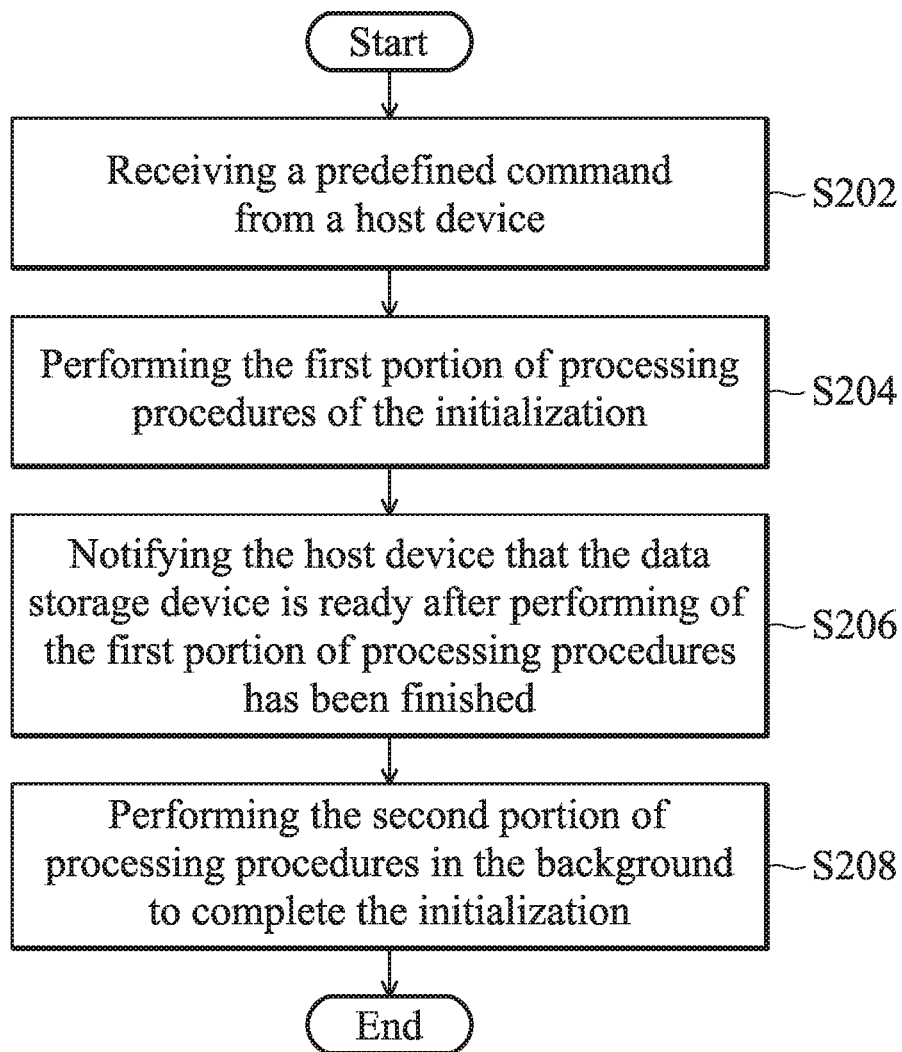 Start
Receiving a predefined command
from a host device
S202
Performing the first portion of processing
procedures of the initialization
S204
Notifying the host device that the data
storage device is ready after performing of
the first portion of processing procedures
has been finished
S206
Performing the second portion of
processing procedures in the background
to complete the initialization
S208
End